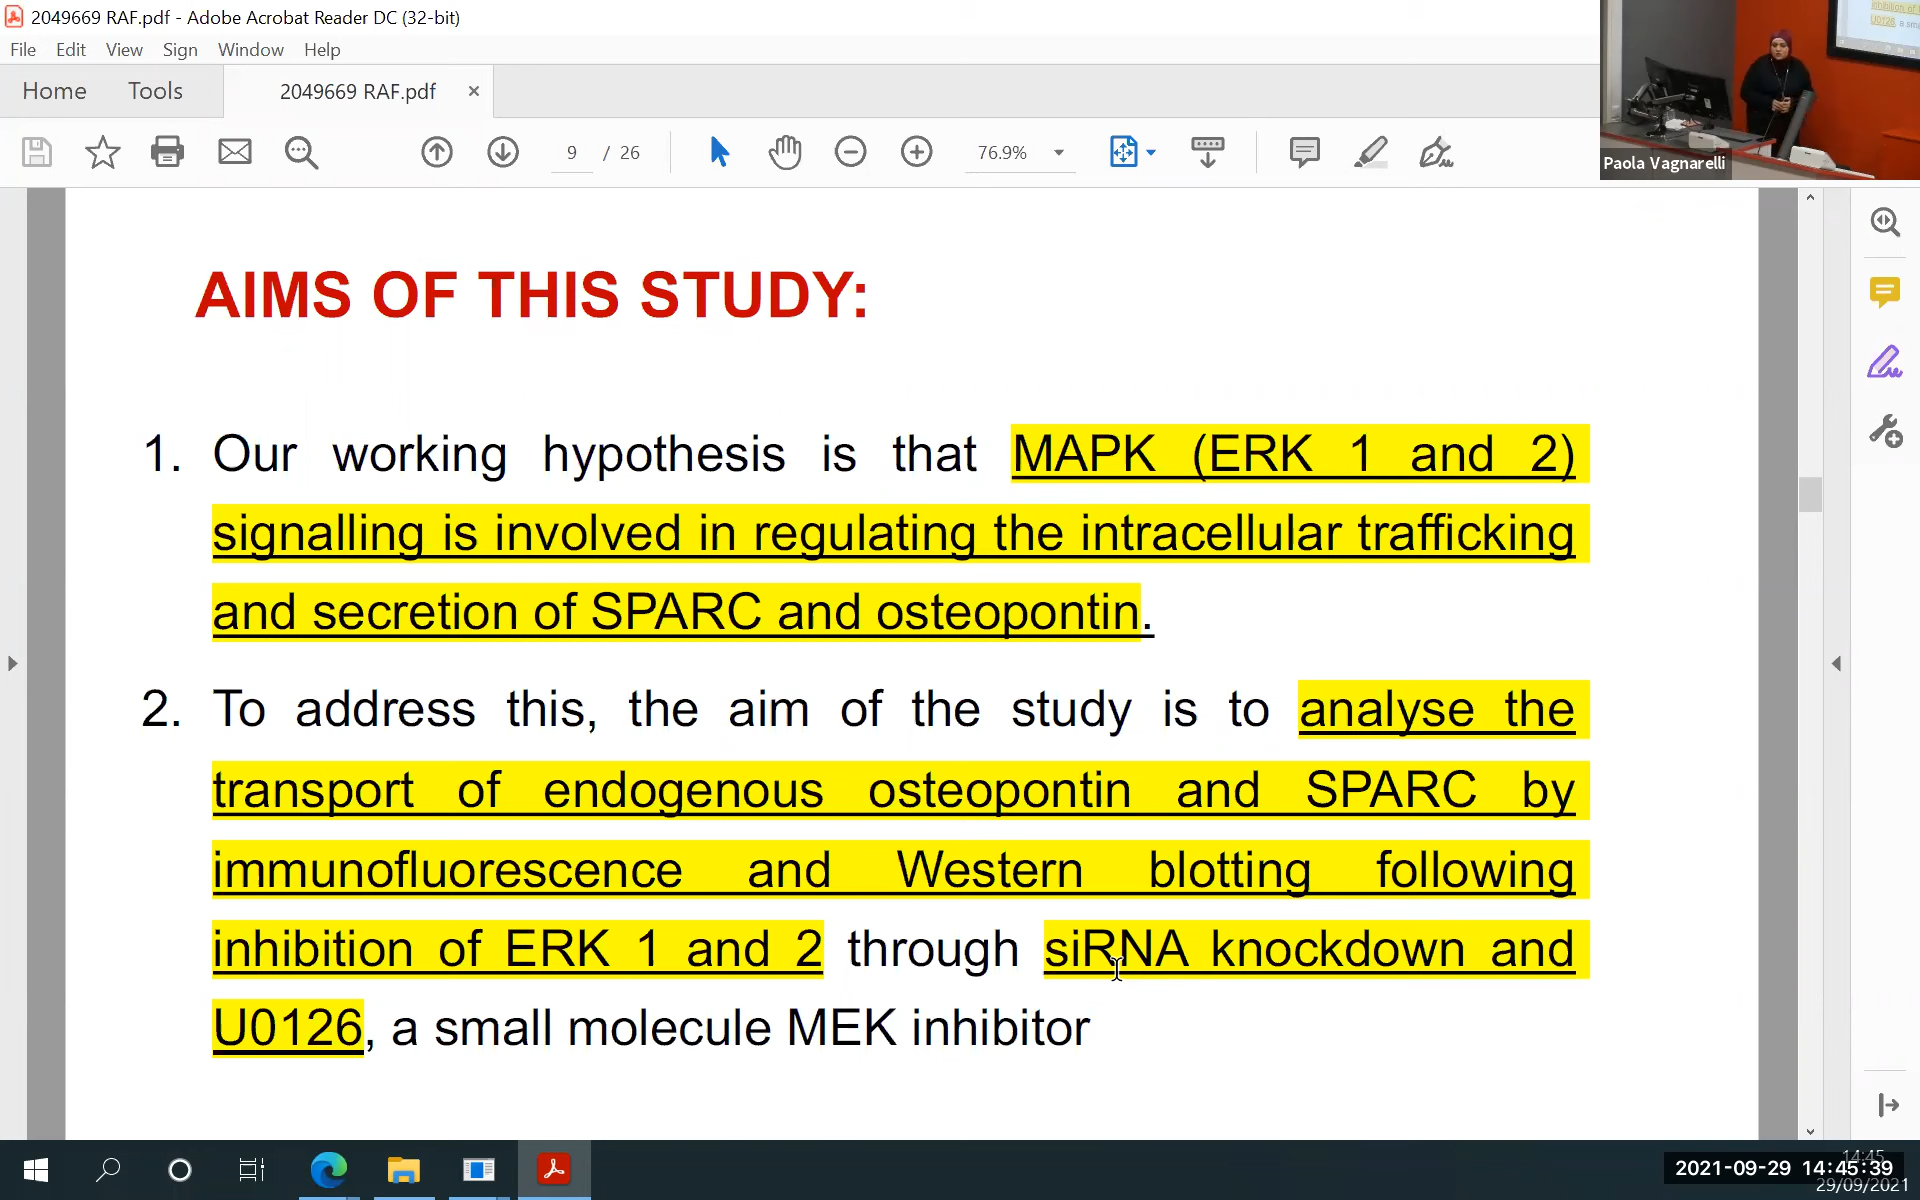 2049669 RAF.pdf - Adobe Acrobat Reader DC (32-bit)
File Edit View Sign Window Help
Home Tools 2049669 RAF.pdf
9 / 26 76.9%
Paola Vagnarelli
AIMS OF THIS STUDY:
1. Our working hypothesis is that MAPK (ERK 1 and 2)
signalling is involved in regulating the intracellular trafficking
and secretion of SPARC and osteopontin.
2. To address this, the aim of the study is to analyse the
transport of endogenous osteopontin and SPARC by
immunofluorescence and Western blotting following
inhibition of ERK 1 and 2 through siRNA knockdown and
U0126, a small molecule MEK inhibitor
14:45
2021-09-29 14:45:39
29/09/2021